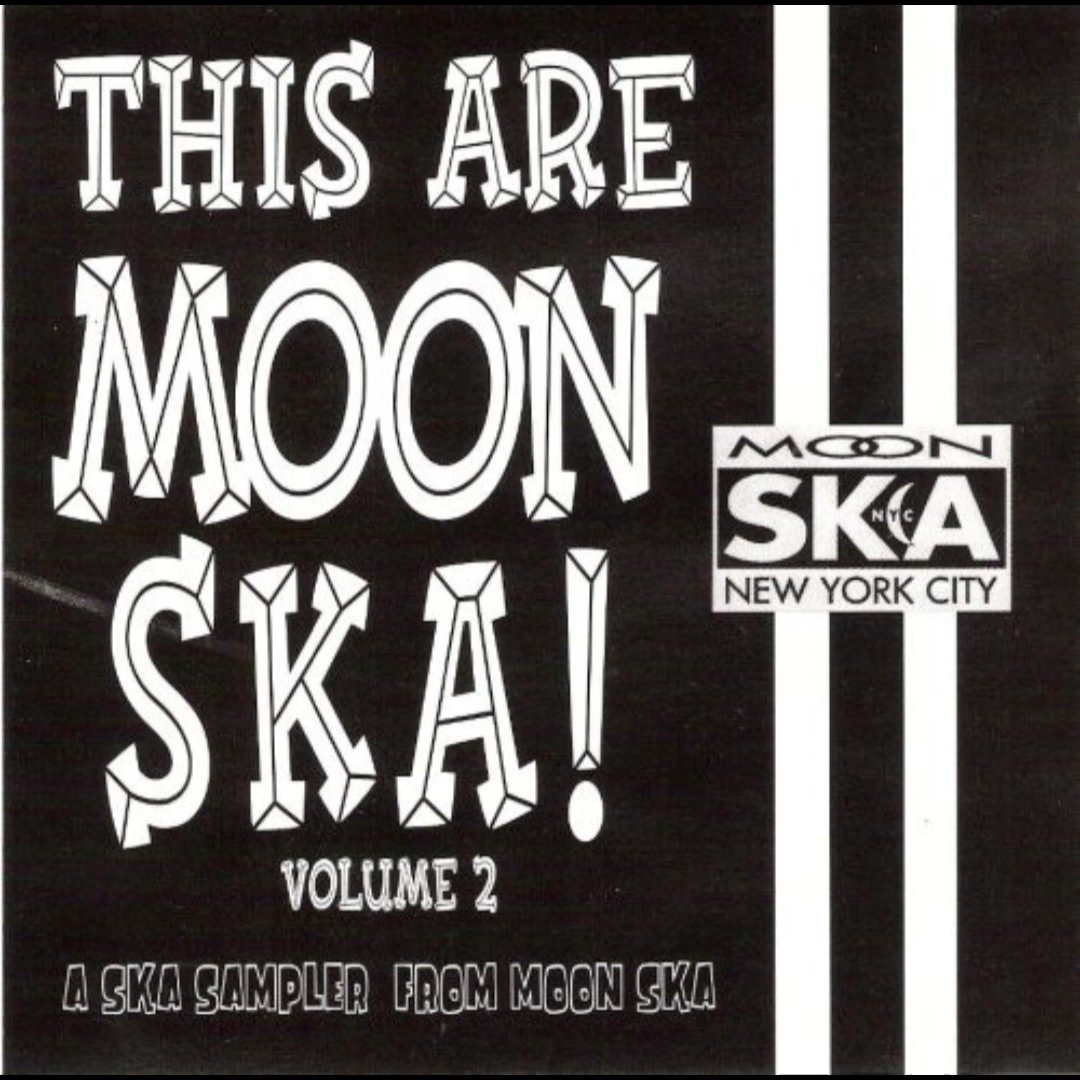 THIS ARE
MOON
SKA!
VOLUME 2
A SKA SAMPLER FROM MOON SKA
MOON
SKA
NYC
NEW YORK CITY